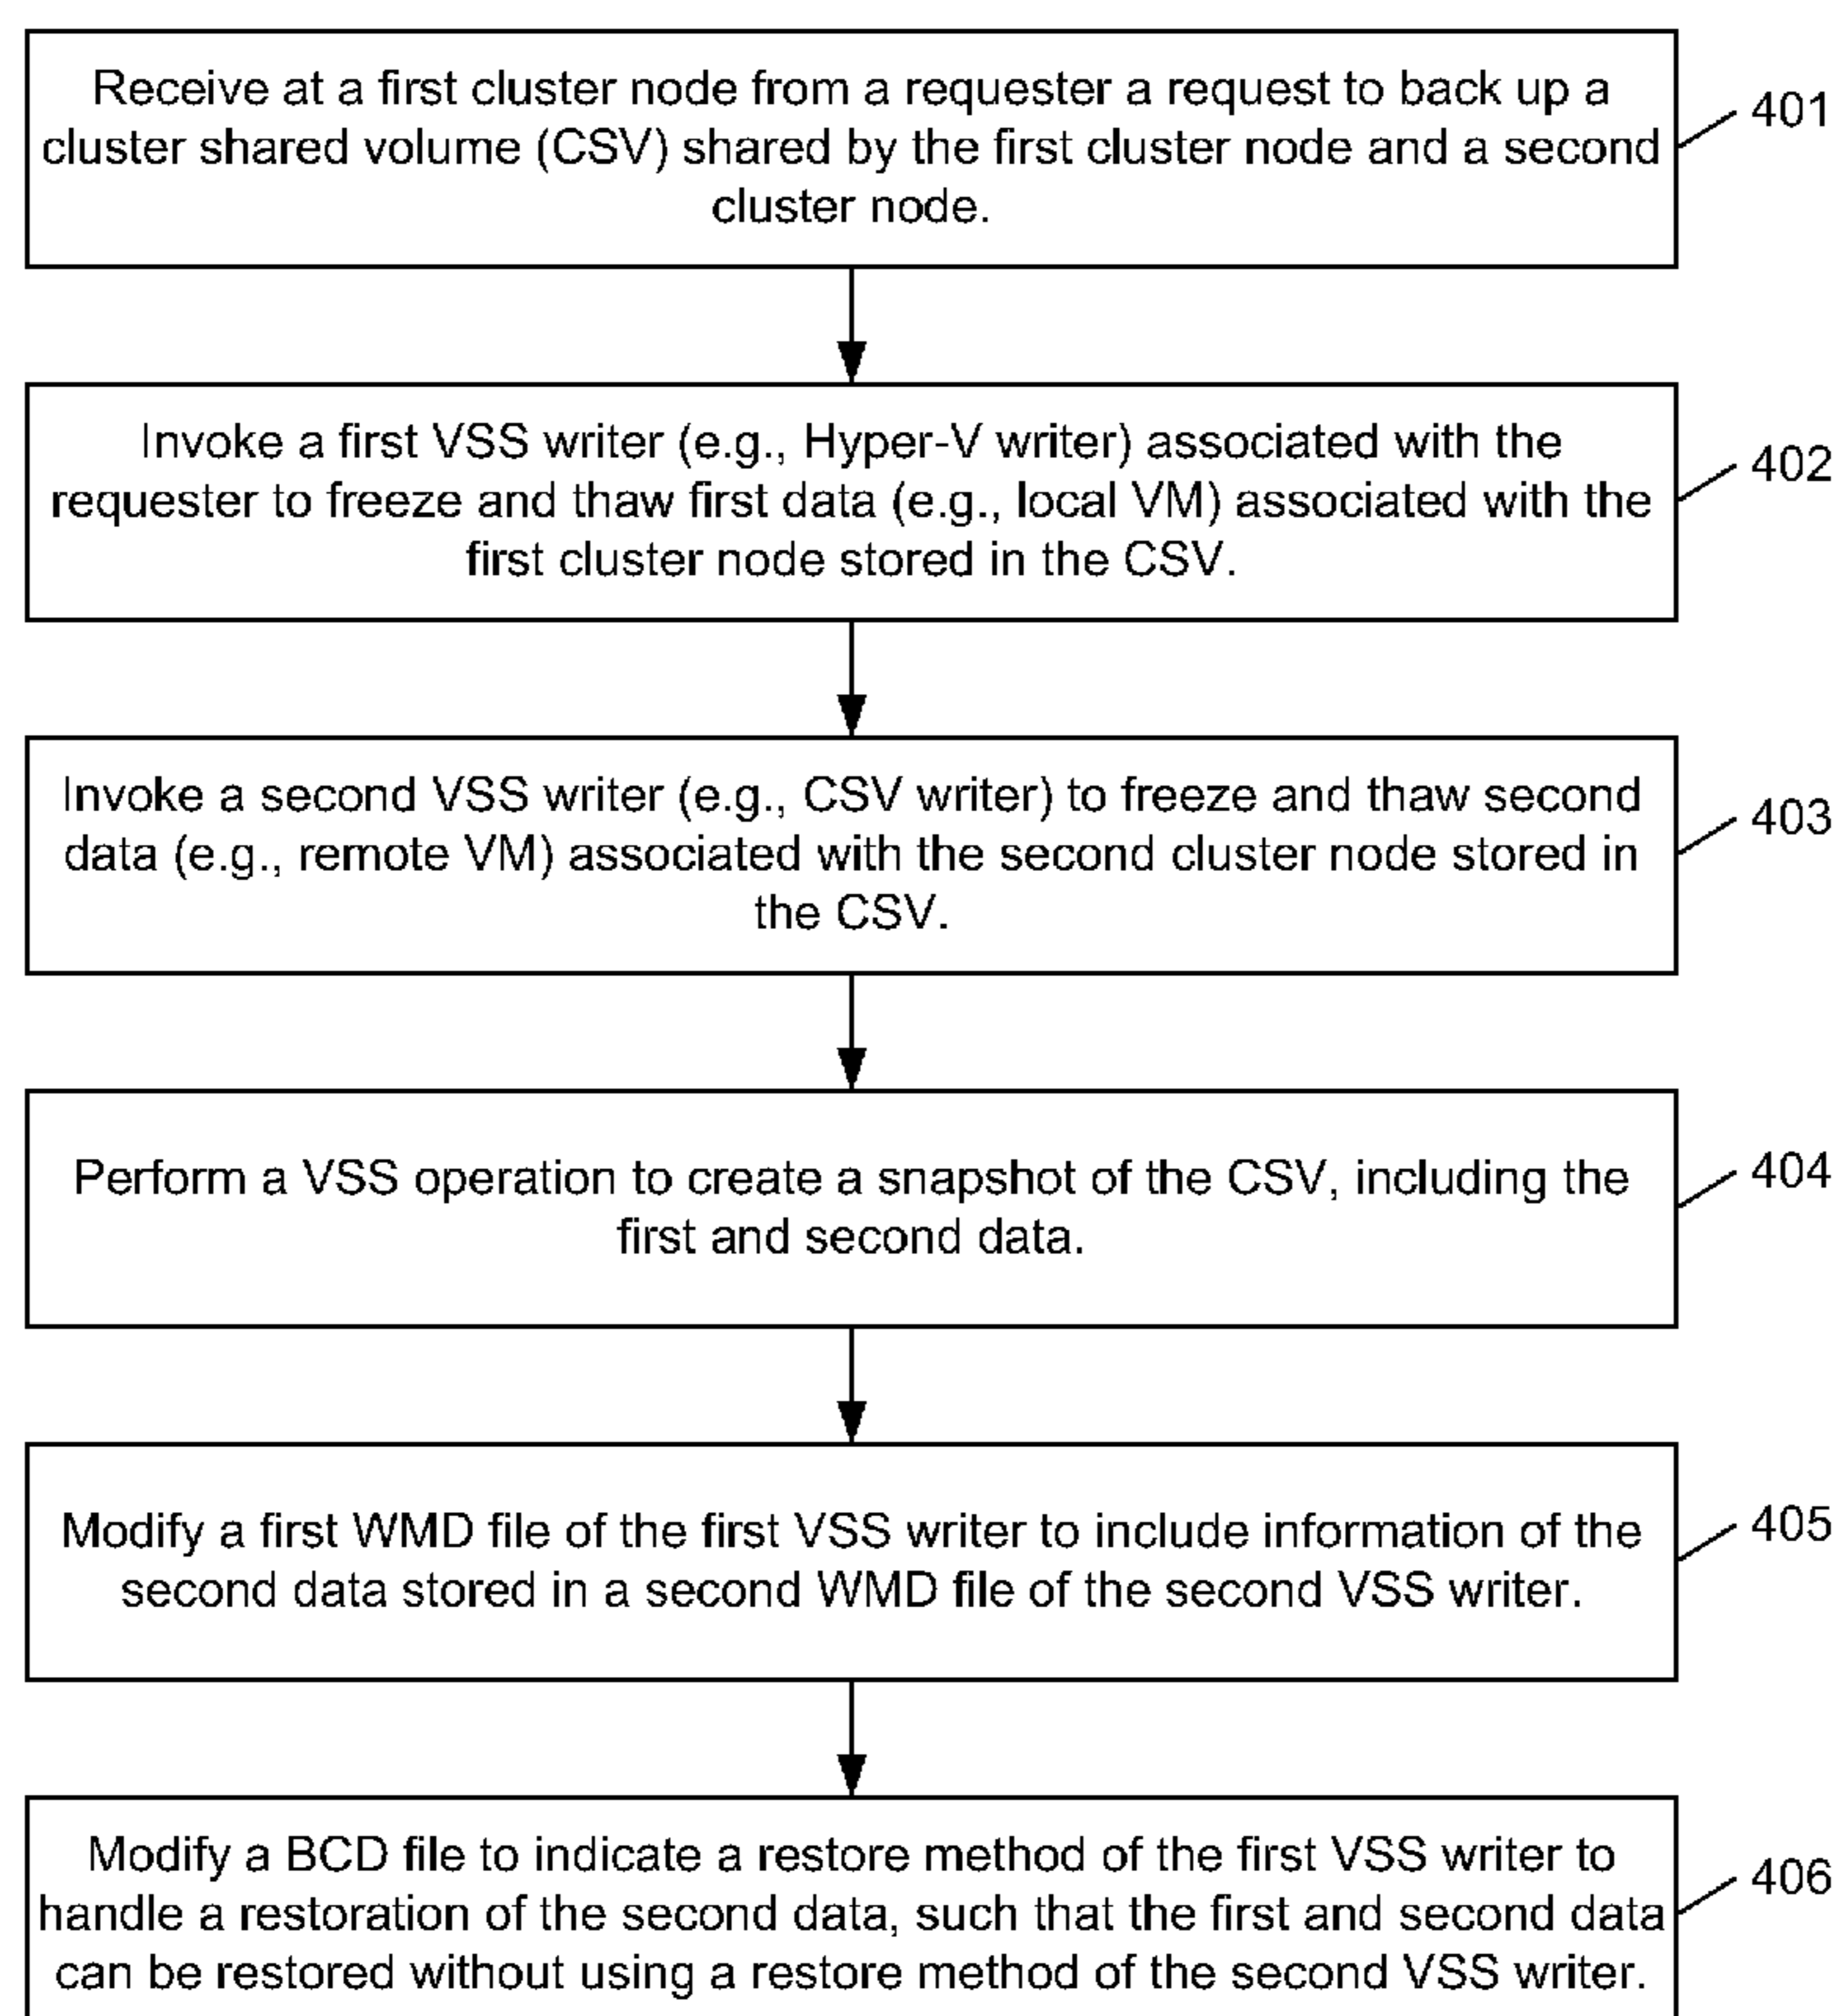 Receive at a first cluster node from a requester a request to back up a
cluster shared volume (CSV) shared by the first cluster node and a second
cluster node.
401
Invoke a first VSS writer (e.g., Hyper-V writer) associated with the
requester to freeze and thaw first data (e.g., local VM) associated with the
first cluster node stored in the CSV.
402
Invoke a second VSS writer (e.g., CSV writer) to freeze and thaw second
data (e.g., remote VM) associated with the second cluster node stored in
the CSV.
403
Perform a VSS operation to create a snapshot of the CSV, including the
first and second data.
404
Modify a first WMD file of the first VSS writer to include information of the
second data stored in a second WMD file of the second VSS writer.
405
Modify a BCD file to indicate a restore method of the first VSS writer to
handle a restoration of the second data, such that the first and second data
can be restored without using a restore method of the second VSS writer.
406